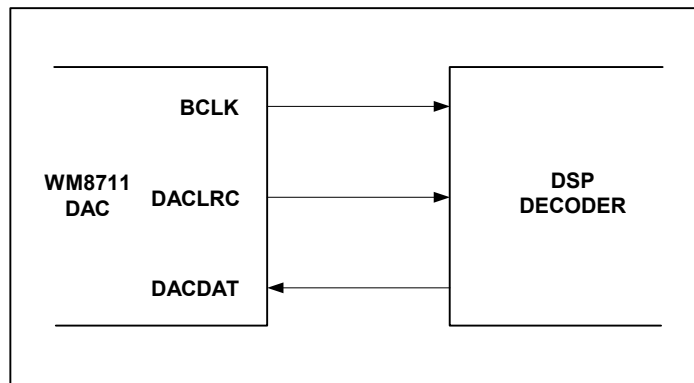 BCLK
WM8711
DAC
DACLRC
DSP
DECODER
DACDAT